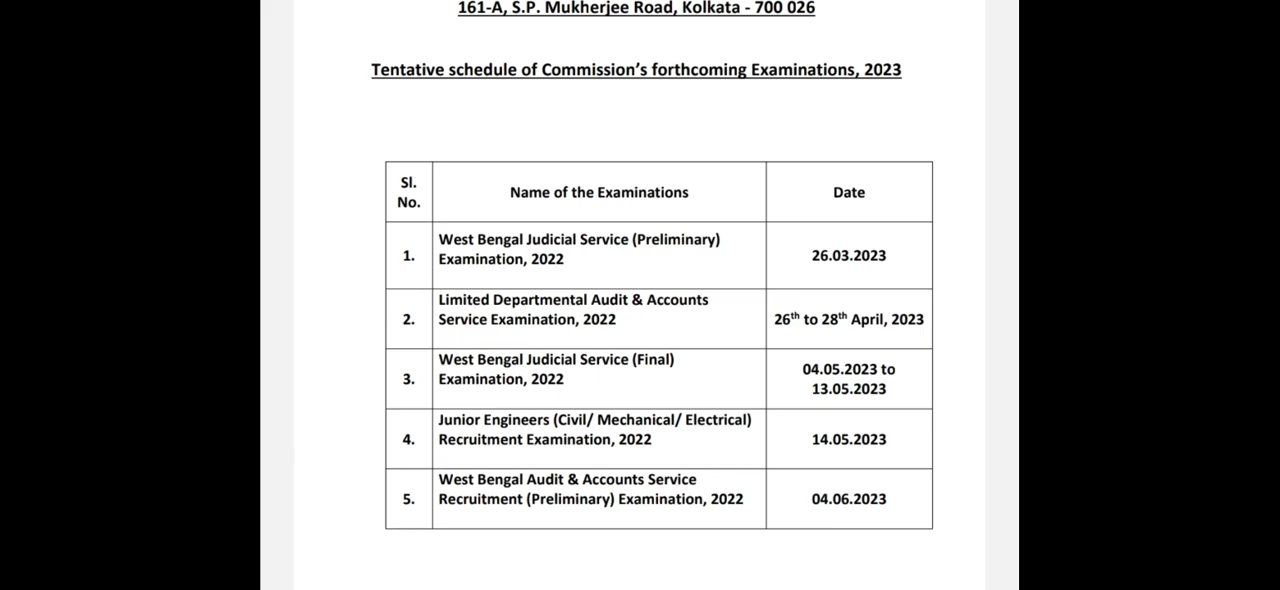 161-A, S.P. Mukherjee Road, Kolkata - 700 026
Tentative schedule of Commission’s forthcoming Examinations, 2023
Sl.
No.
Name of the Examinations
Date
1.
West Bengal Judicial Service (Preliminary)
Examination, 2022
26.03.2023
2.
Limited Departmental Audit & Accounts
Service Examination, 2022
26th to 28th April, 2023
3.
West Bengal Judicial Service (Final)
Examination, 2022
04.05.2023 to
13.05.2023
4.
Junior Engineers (Civil/ Mechanical/ Electrical)
Recruitment Examination, 2022
14.05.2023
5.
West Bengal Audit & Accounts Service
Recruitment (Preliminary) Examination, 2022
04.06.2023